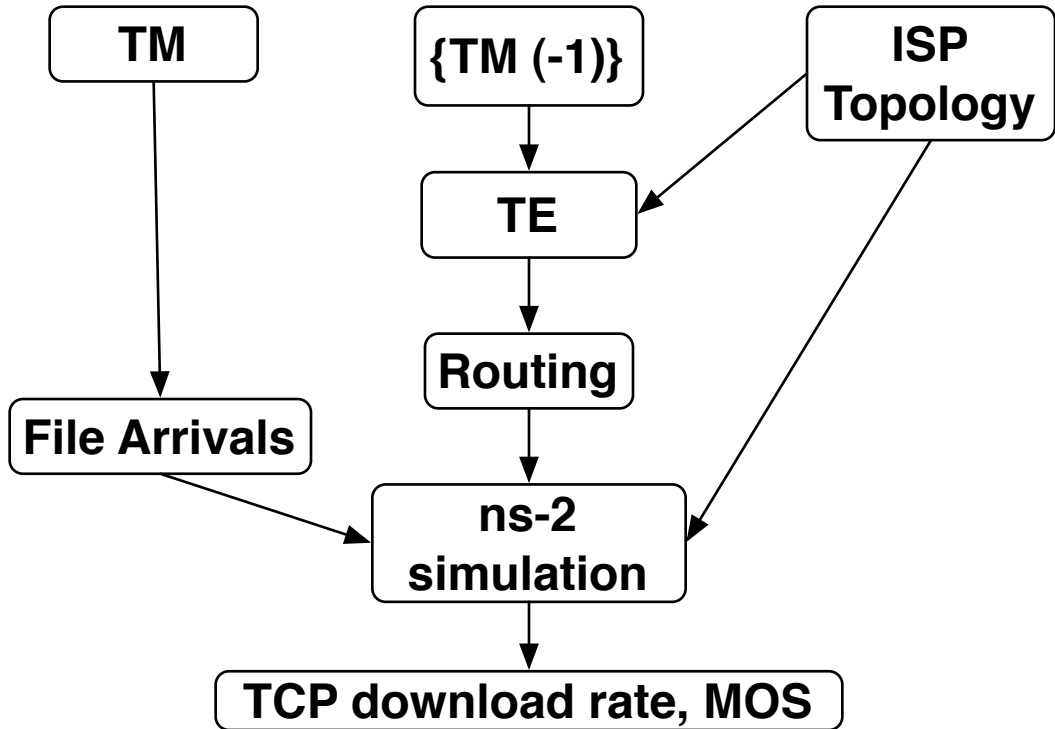 TM
{TM (-1)}
ISP
Topology
TE
Routing
File Arrivals
ns-2
simulation
TCP download rate, MOS